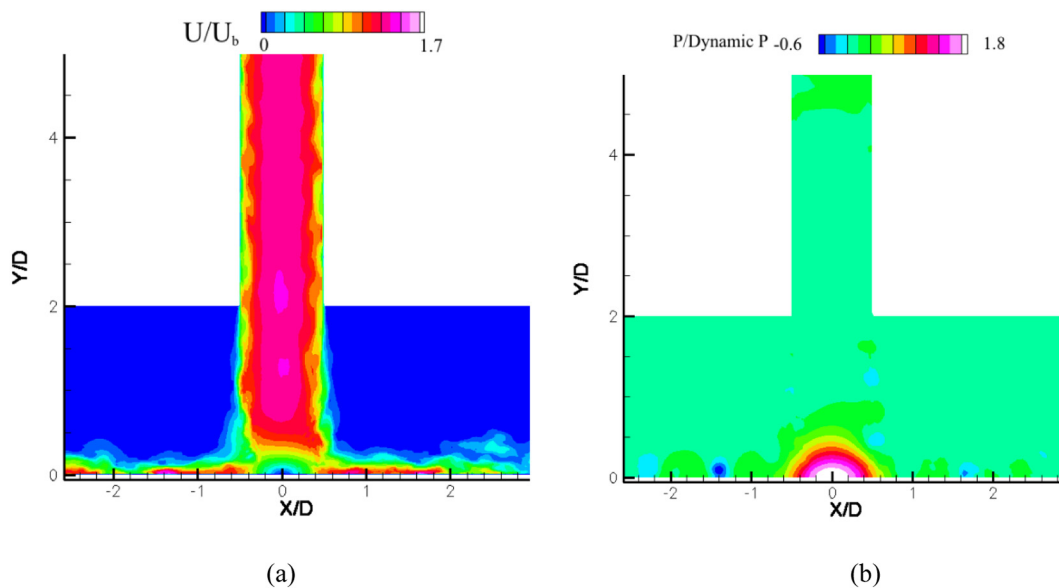 U/U_b 0 1.7
P/Dynamic P -0.6 1.8
Y/D
4
2
0
-2 -1 0 1 2
X/D
Y/D
4
2
0
-2 -1 0 1 2
X/D
(a) (b)